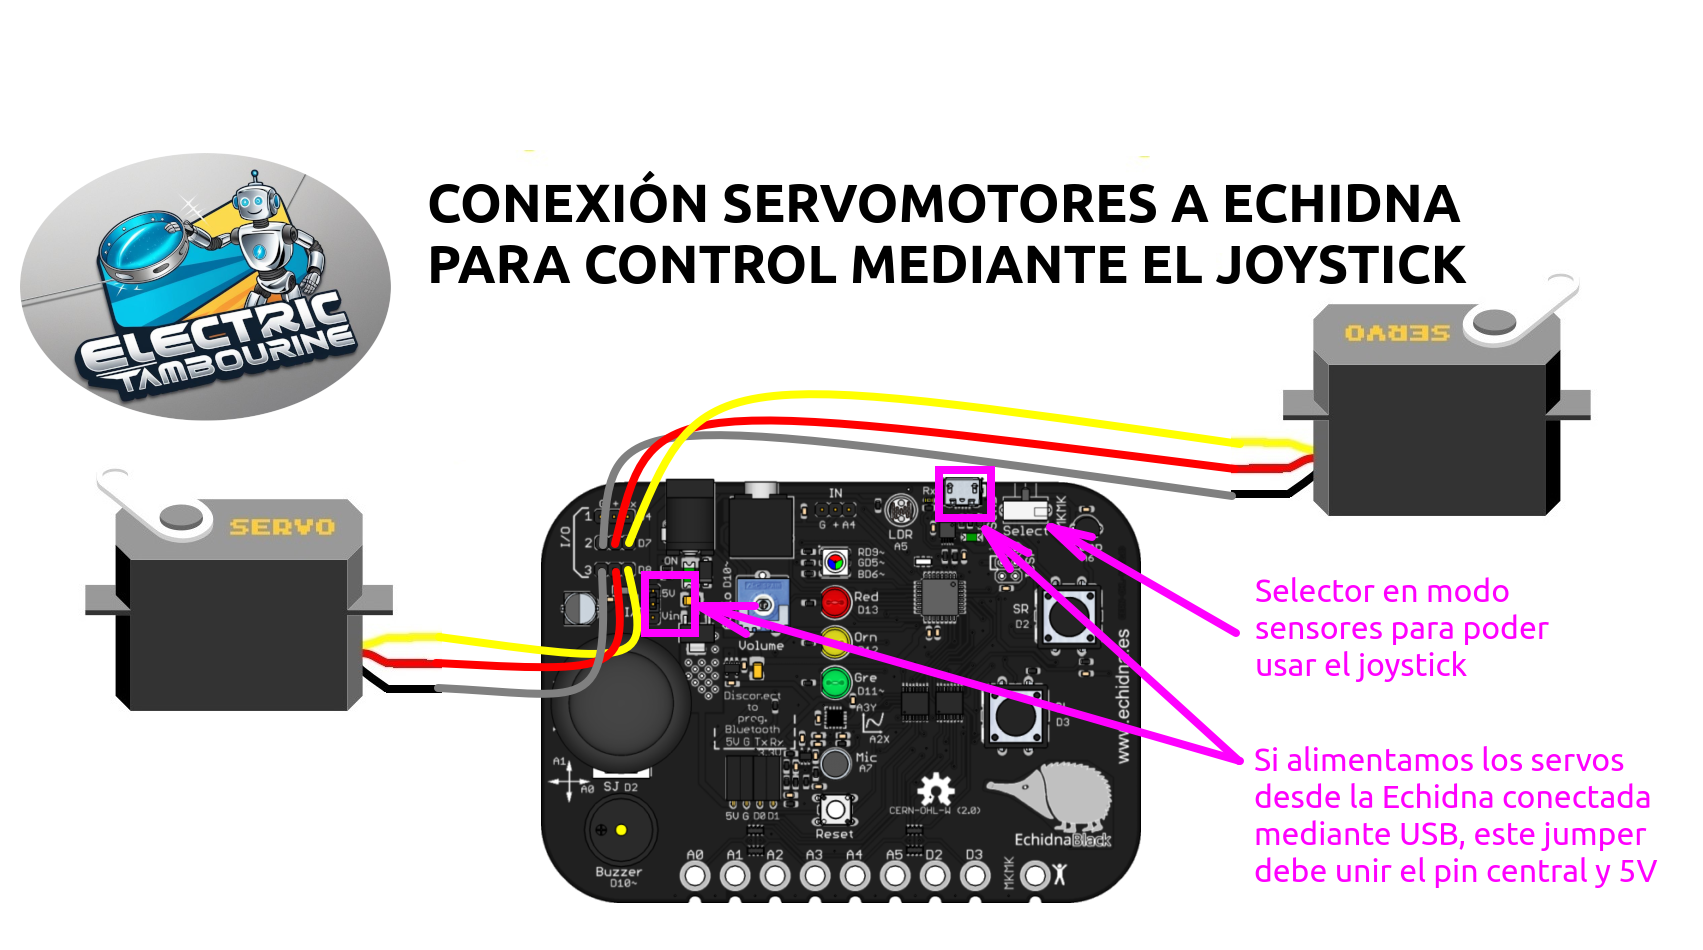 CONEXIÓN SERVOMOTORES A ECHIDNA
PARA CONTROL MEDIANTE EL JOYSTICK
ELECTRIC
TAMBOURINE
SERVO
SERVO
I/O
1
2
D7
3
D8
ON
5V
Vin
D10~
Volume
IN
G + A4
LDR
A5
Rx
Select
MKMK
RD9~
GD5~
BD6~
Red
D13
Orn
D12
Gre
D11~
A3Y
A2X
SR
D2
D3
Disconect
to
prog.
Bluetooth
5V G Tx Rx
3.3V
5V G D0 D1
Mic
A7
Reset
A1
A0
SJ D2
Buzzer
D10~
CERN-OHL-W (2.0)
EchidnaBlack
www.echidna.es
A0 A1 A2 A3 A4 A5 D2 D3
MKMK
Selector en modo
sensores para poder
usar el joystick
Si alimentamos los servos
desde la Echidna conectada
mediante USB, este jumper
debe unir el pin central y 5V